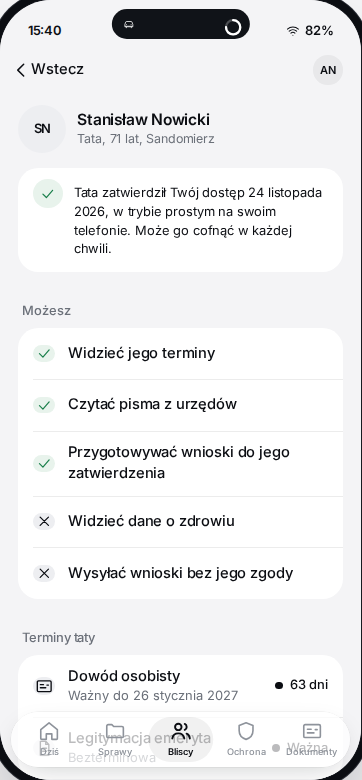 15:40
82%
Wstecz
AN
SN
Stanisław Nowicki
Tata, 71 lat, Sandomierz
Tata zatwierdził Twój dostęp 24 listopada
2026, w trybie prostym na swoim
telefonie. Może go cofnąć w każdej
chwili.
Możesz
Widzieć jego terminy
Czytać pisma z urzędów
Przygotowywać wnioski do jego
zatwierdzenia
Widzieć dane o zdrowiu
Wysyłać wnioski bez jego zgody
Terminy taty
Dowód osobisty
63 dni
Ważny do 26 stycznia 2027
Legitymacja emeryta
Ważna
Bezterminowa
Dziś
Sprawy
Bliscy
Ochrona
Dokumenty